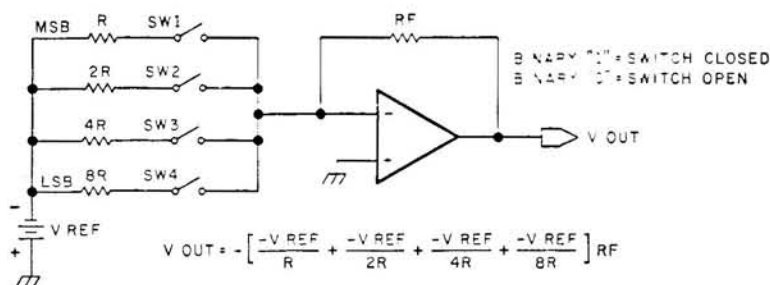 MSB R SW1
2R SW2
4R SW3
LSB 8R SW4
- V REF +
RF
- +
= SWITCH CLOSED
= SWITCH OPEN
V OUT
V OUT = -[ -V REF / R + -V REF / 2R + -V REF / 4R + -V REF / 8R ] RF